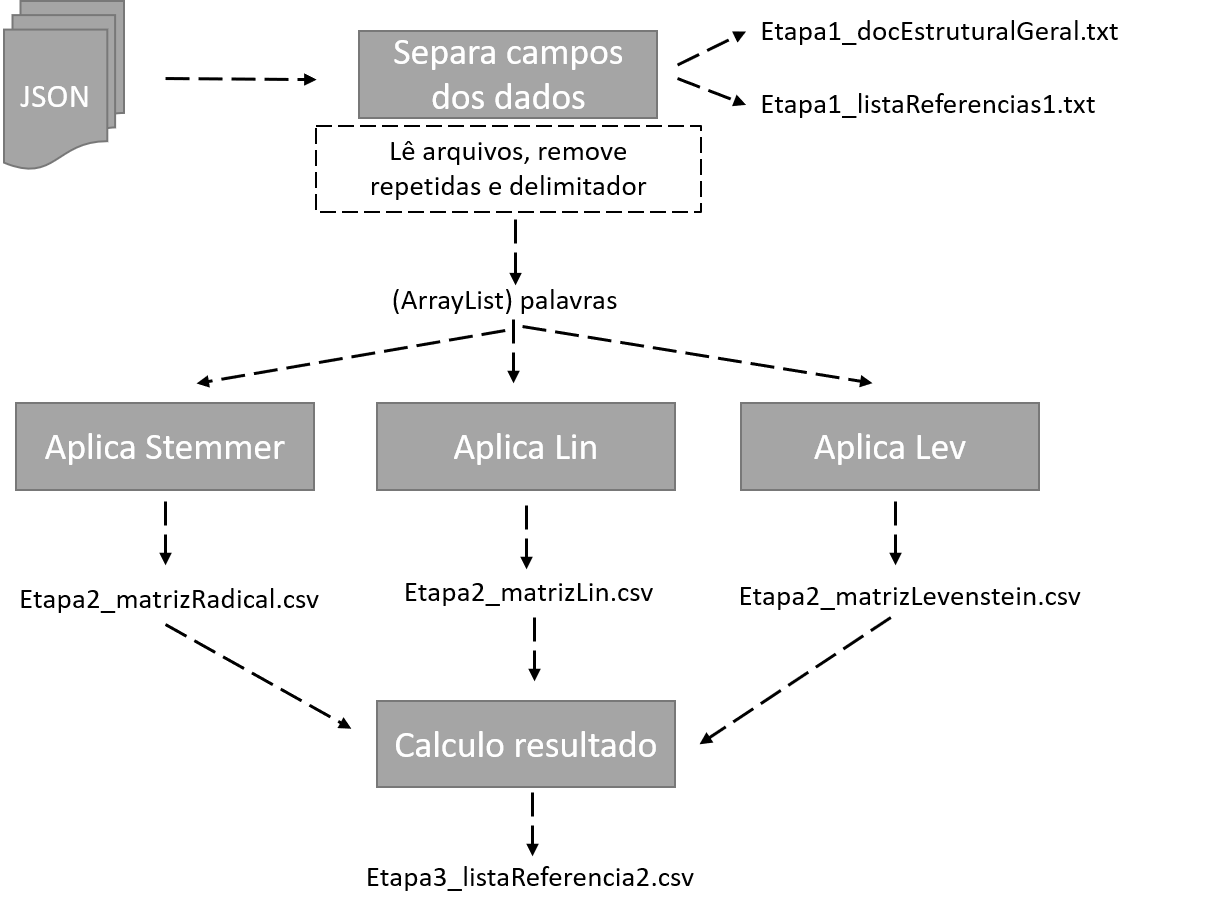 JSON
Separa campos
dos dados
Etapa1_docEstruturalGeral.txt
Etapa1_listaReferencias1.txt
Lê arquivos, remove
repetidas e delimitador
(ArrayList) palavras
Aplica Stemmer
Aplica Lin
Aplica Lev
Etapa2_matrizRadical.csv
Etapa2_matrizLin.csv
Etapa2_matrizLevenstein.csv
Calculo resultado
Etapa3_listaReferencia2.csv